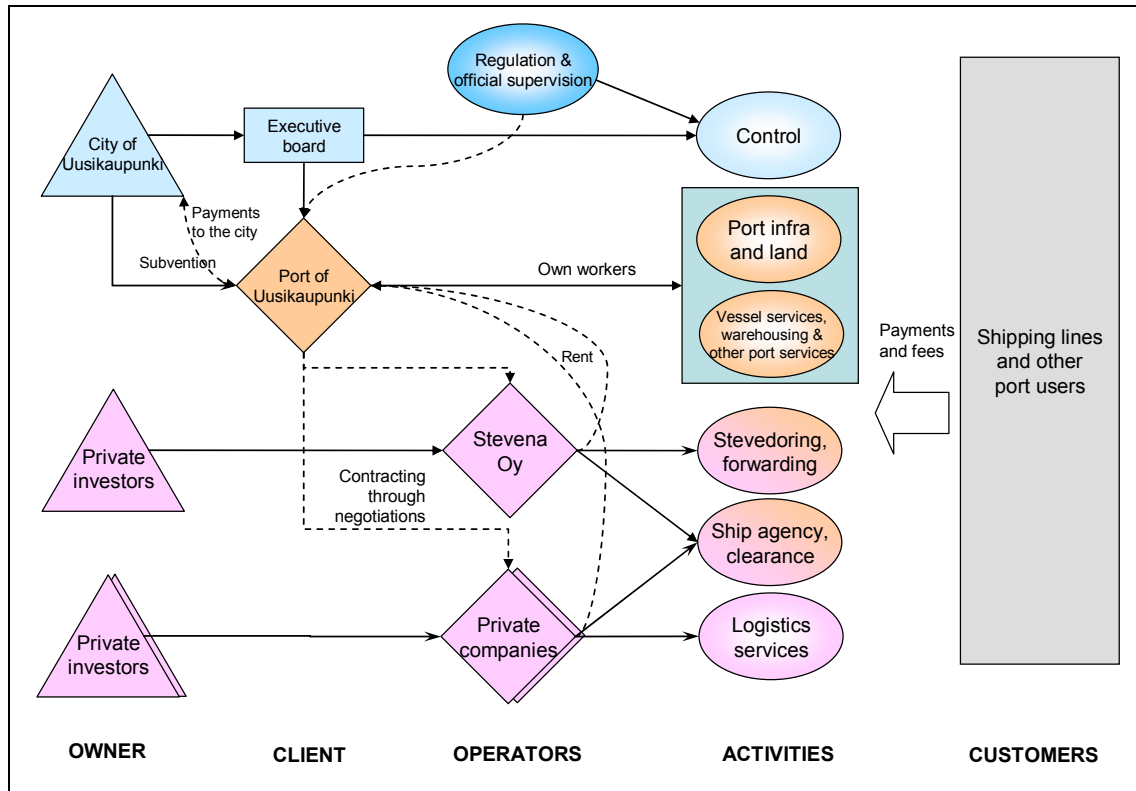 Regulation &
official supervision
City of
Uusikaupunki
Executive
board
Control
Payments
to the city
Subvention
Port of
Uusikaupunki
Own workers
Port infra
and land
Vessel services,
warehousing &
other port services
Rent
Payments
and fees
Shipping lines
and other
port users
Private
investors
Stevena
Oy
Stevedoring,
forwarding
Contracting
through
negotiations
Ship agency,
clearance
Private
investors
Private
companies
Logistics
services
OWNER
CLIENT
OPERATORS
ACTIVITIES
CUSTOMERS